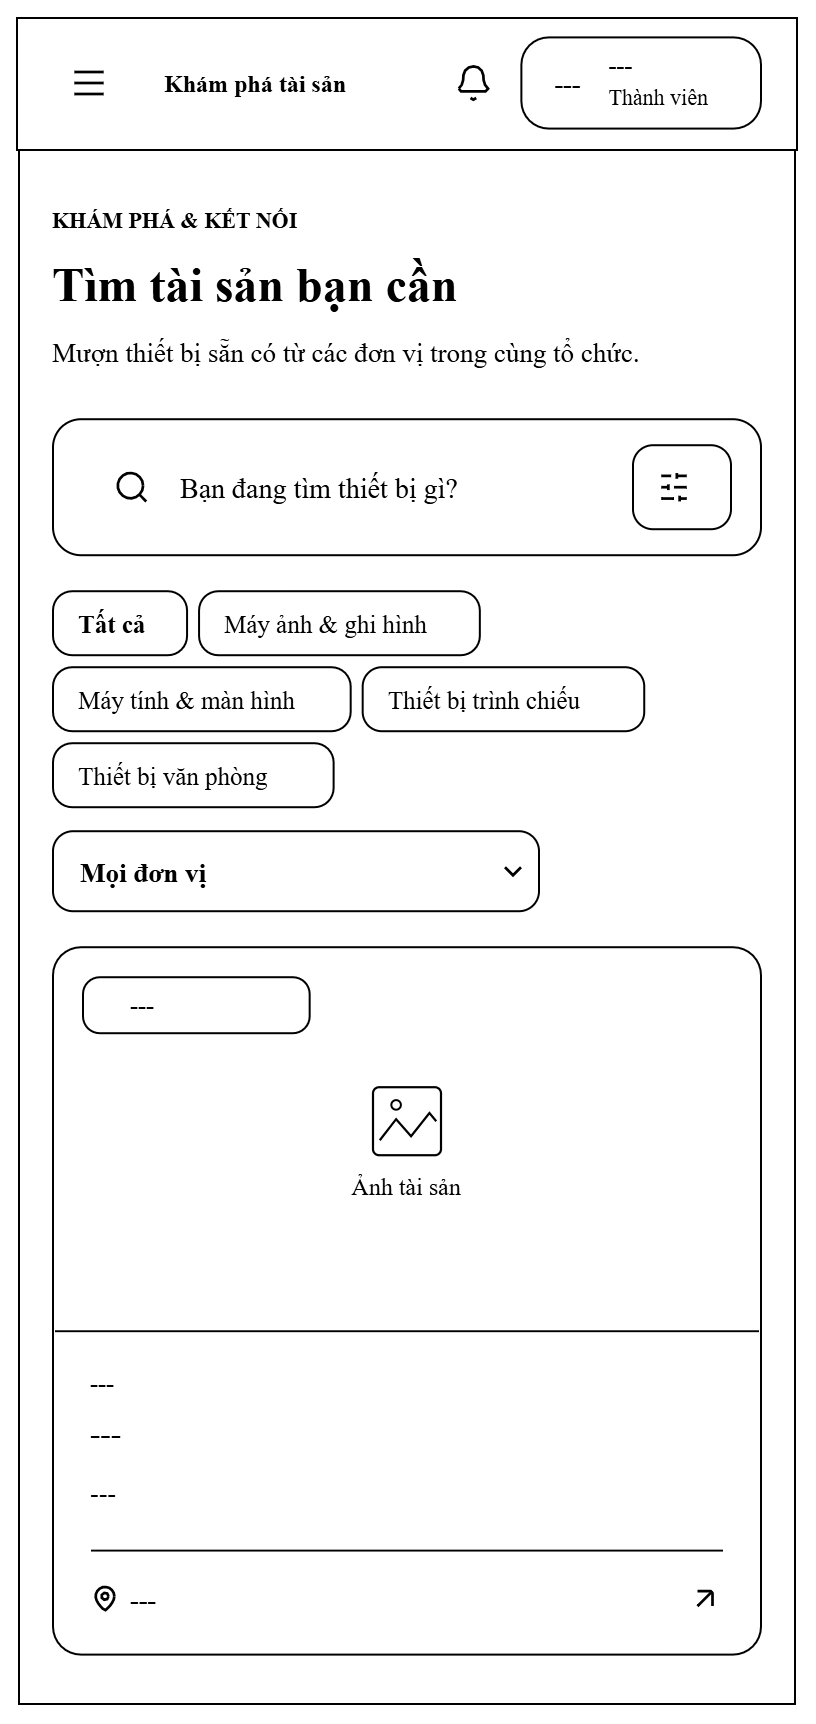 Khám phá tài sản
---
---
Thành viên
KHÁM PHÁ & KẾT NỐI
Tìm tài sản bạn cần
Mượn thiết bị sẵn có từ các đơn vị trong cùng tổ chức.
Bạn đang tìm thiết bị gì?
Tất cả
Máy ảnh & ghi hình
Máy tính & màn hình
Thiết bị trình chiếu
Thiết bị văn phòng
Mọi đơn vị
---
Ảnh tài sản
---
---
---
---